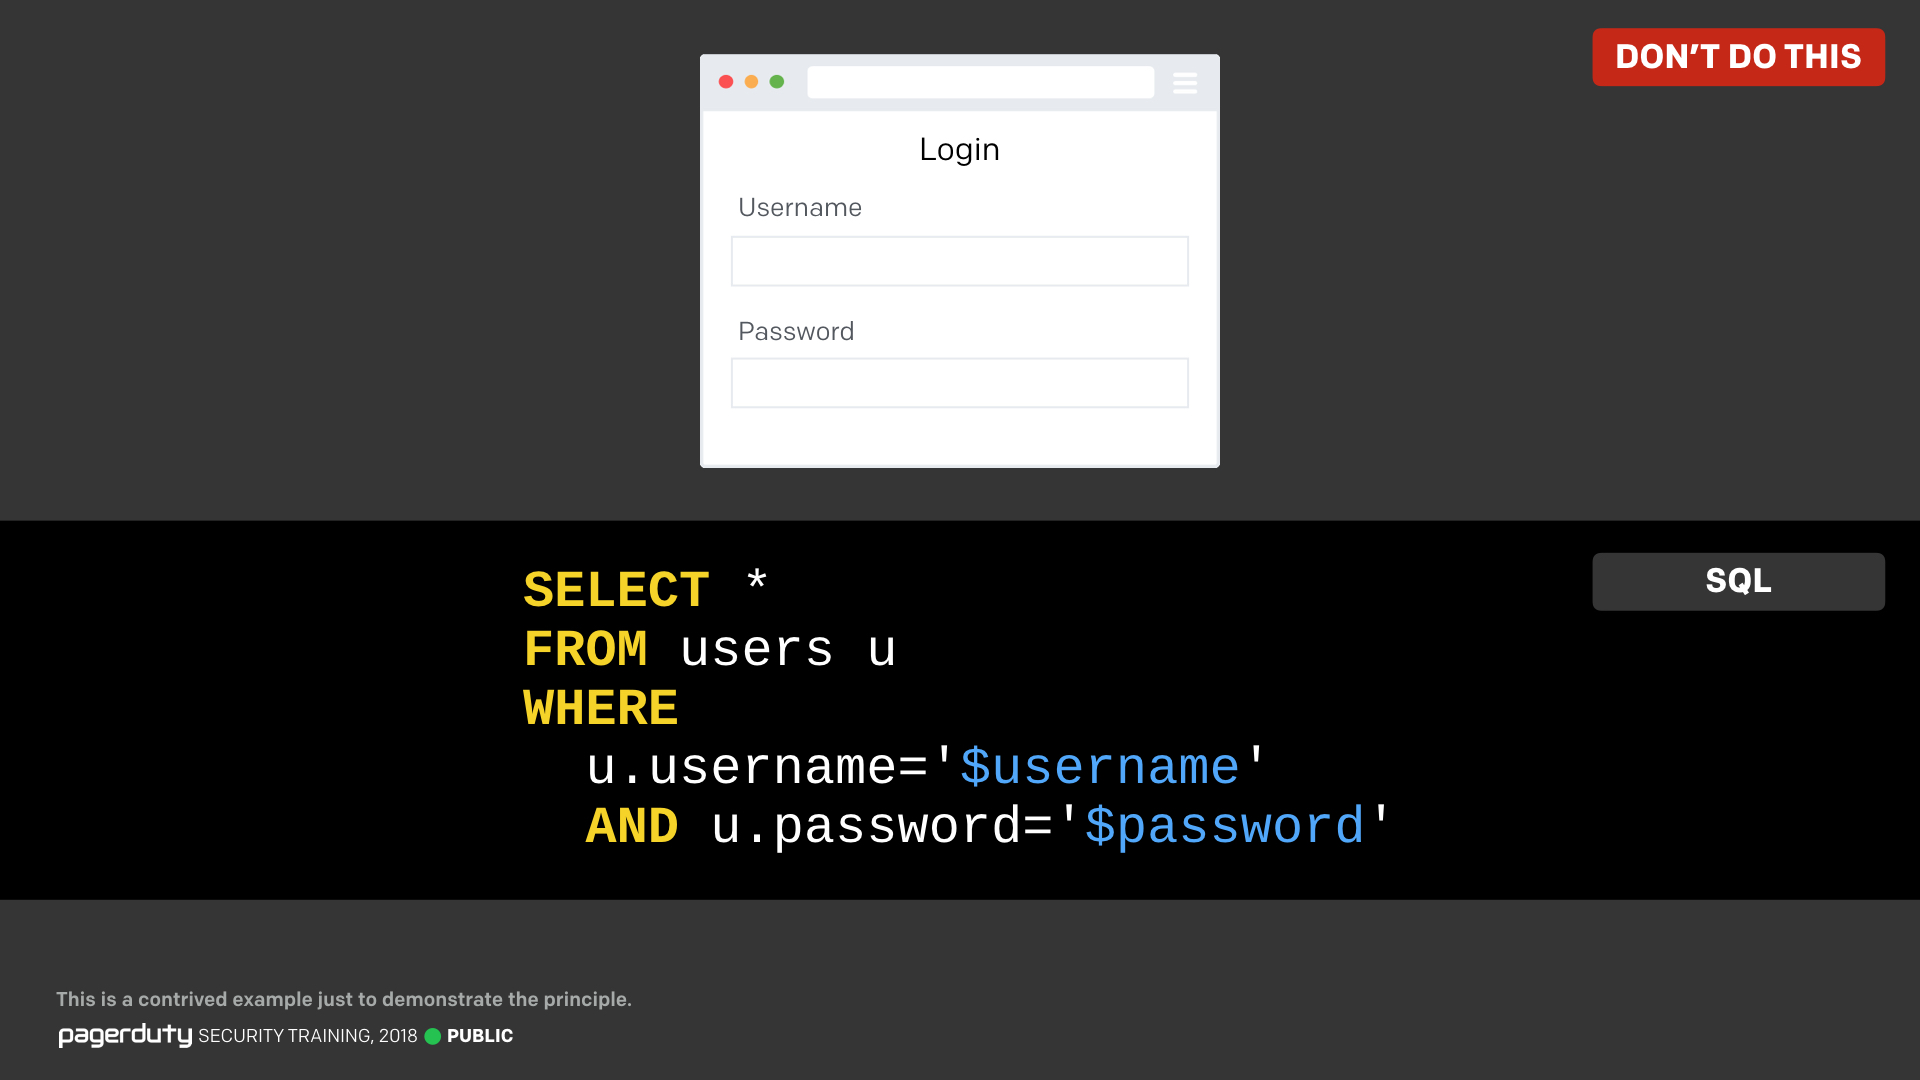 DON’T DO THIS
Login
Username
Password
SQL
SELECT *
FROM users u
WHERE
u.username='$username'
AND u.password='$password'
This is a contrived example just to demonstrate the principle.
pagerduty SECURITY TRAINING, 2018 PUBLIC